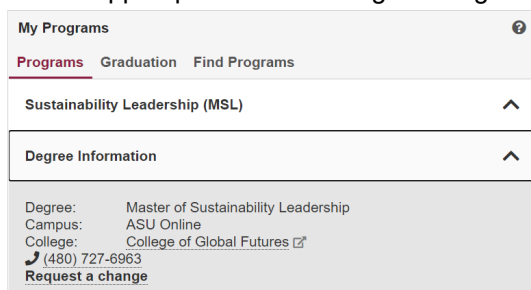 My Programs
Programs Graduation Find Programs
Sustainability Leadership (MSL)
Degree Information
Degree: Master of Sustainability Leadership
Campus: ASU Online
College: College of Global Futures
(480) 727-6963
Request a change